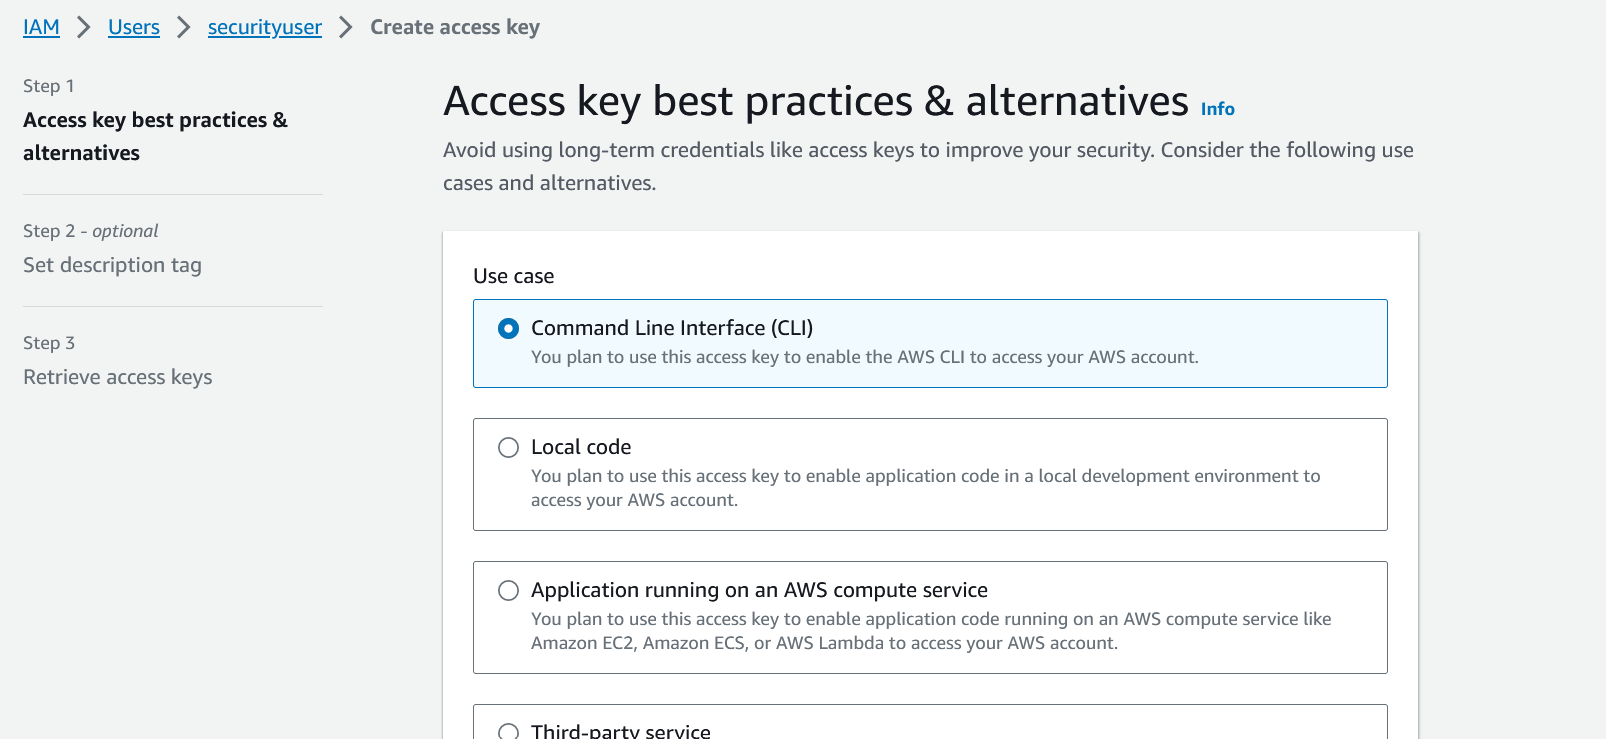 IAM > Users > securityuser > Create access key
Step 1
Access key best practices &
alternatives
Step 2 - optional
Set description tag
Step 3
Retrieve access keys
Access key best practices & alternatives Info
Avoid using long-term credentials like access keys to improve your security. Consider the following use
cases and alternatives.
Use case
Command Line Interface (CLI)
You plan to use this access key to enable the AWS CLI to access your AWS account.
Local code
You plan to use this access key to enable application code in a local development environment to
access your AWS account.
Application running on an AWS compute service
You plan to use this access key to enable application code running on an AWS compute service like
Amazon EC2, Amazon ECS, or AWS Lambda to access your AWS account.
Third-party service